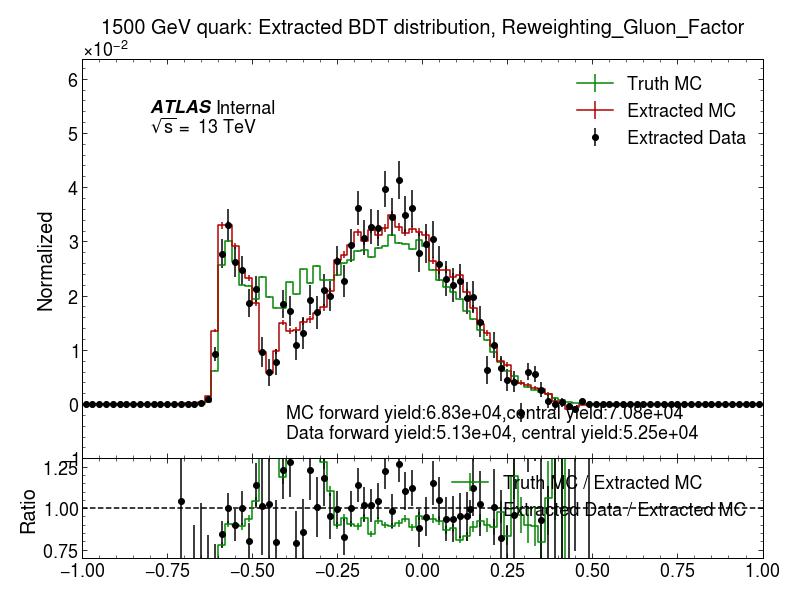 1500 GeV quark: Extracted BDT distribution, Reweighting_Gluon_Factor
×10−2
6
5
4
3
2
1
0
1
Normalized
ATLAS Internal
√s = 13 TeV
Truth MC
Extracted MC
Extracted Data
MC forward yield:6.83e+04,central yield:7.08e+04
Data forward yield:5.13e+04, central yield:5.25e+04
1.25
1.00
0.75
Ratio
Truth MC / Extracted MC
Extracted Data / Extracted MC
−1.00 −0.75 −0.50 −0.25 0.00 0.25 0.50 0.75 1.00